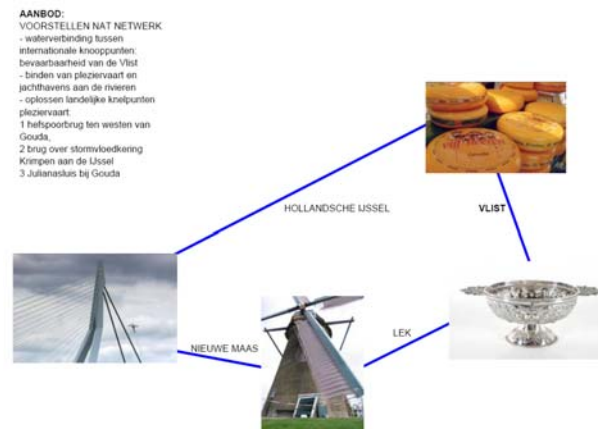 AANBOD:
VOORSTELLEN NAT NETWERK
- waterverbinding tussen
internationale knooppunten:
bevaarbaarheid van de Vlist
- binden van pleziervaart en
jachthavens aan de rivieren
- oplossen landelijke knelpunten
pleziervaart.
1 hefspoorbrug ten westen van
Gouda,
2 brug over stormvloedkering
Krimpen aan de IJssel
3 Julianasluis bij Gouda
HOLLANDSCHE IJSSEL
VLIST
NIEUWE MAAS
LEK